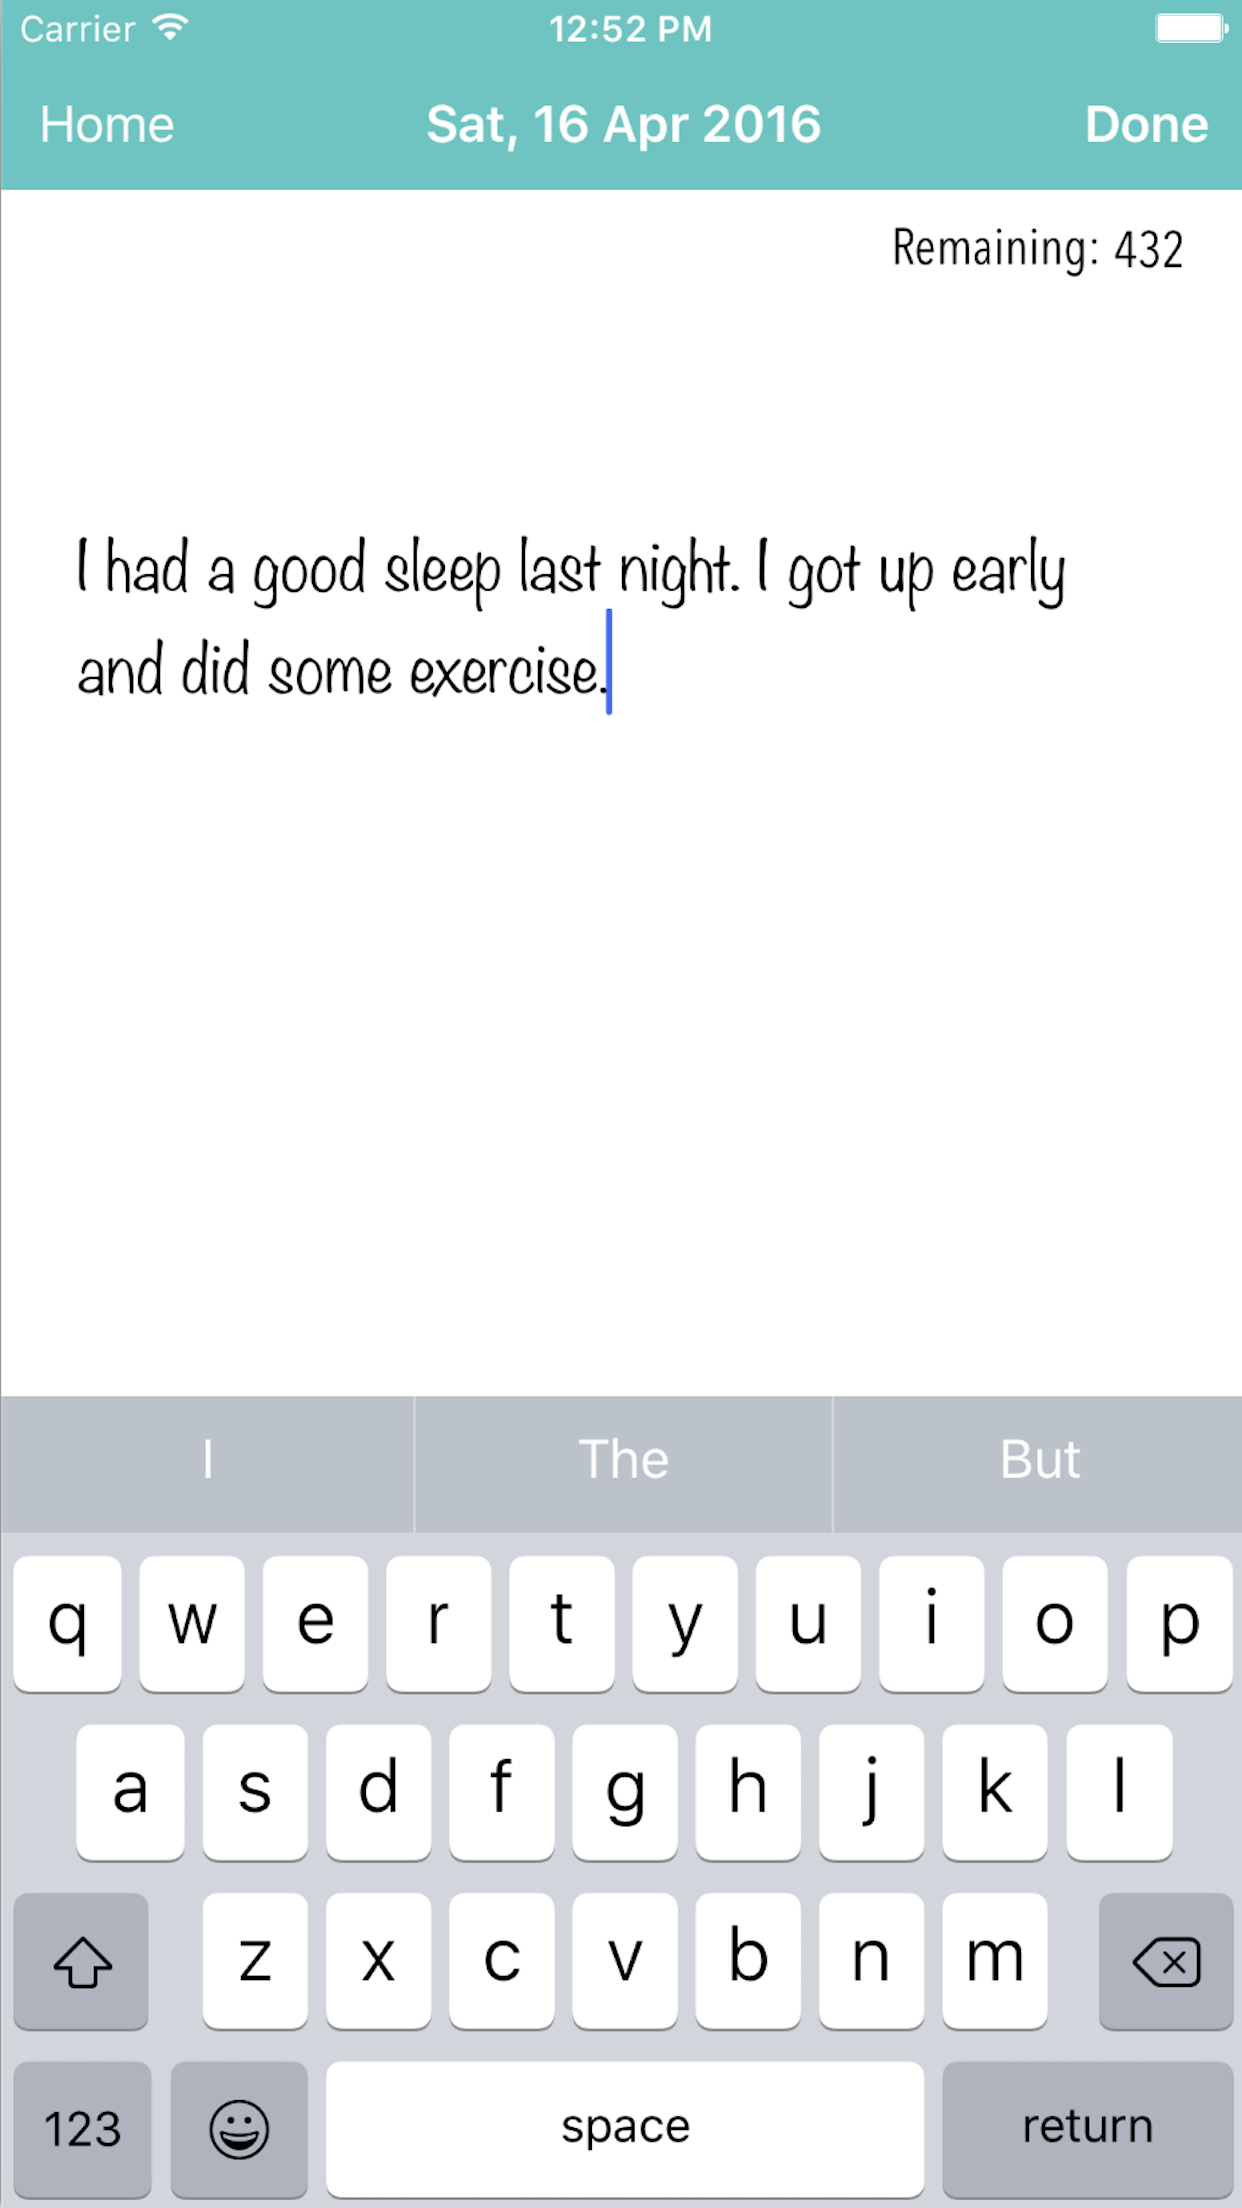 Carrier 12:52 PM
Home Sat, 16 Apr 2016 Done
Remaining: 432
I had a good sleep last night. I got up early
and did some exercise.
I The But
q w e r t y u i o p
a s d f g h j k l
z x c v b n m
123 space return